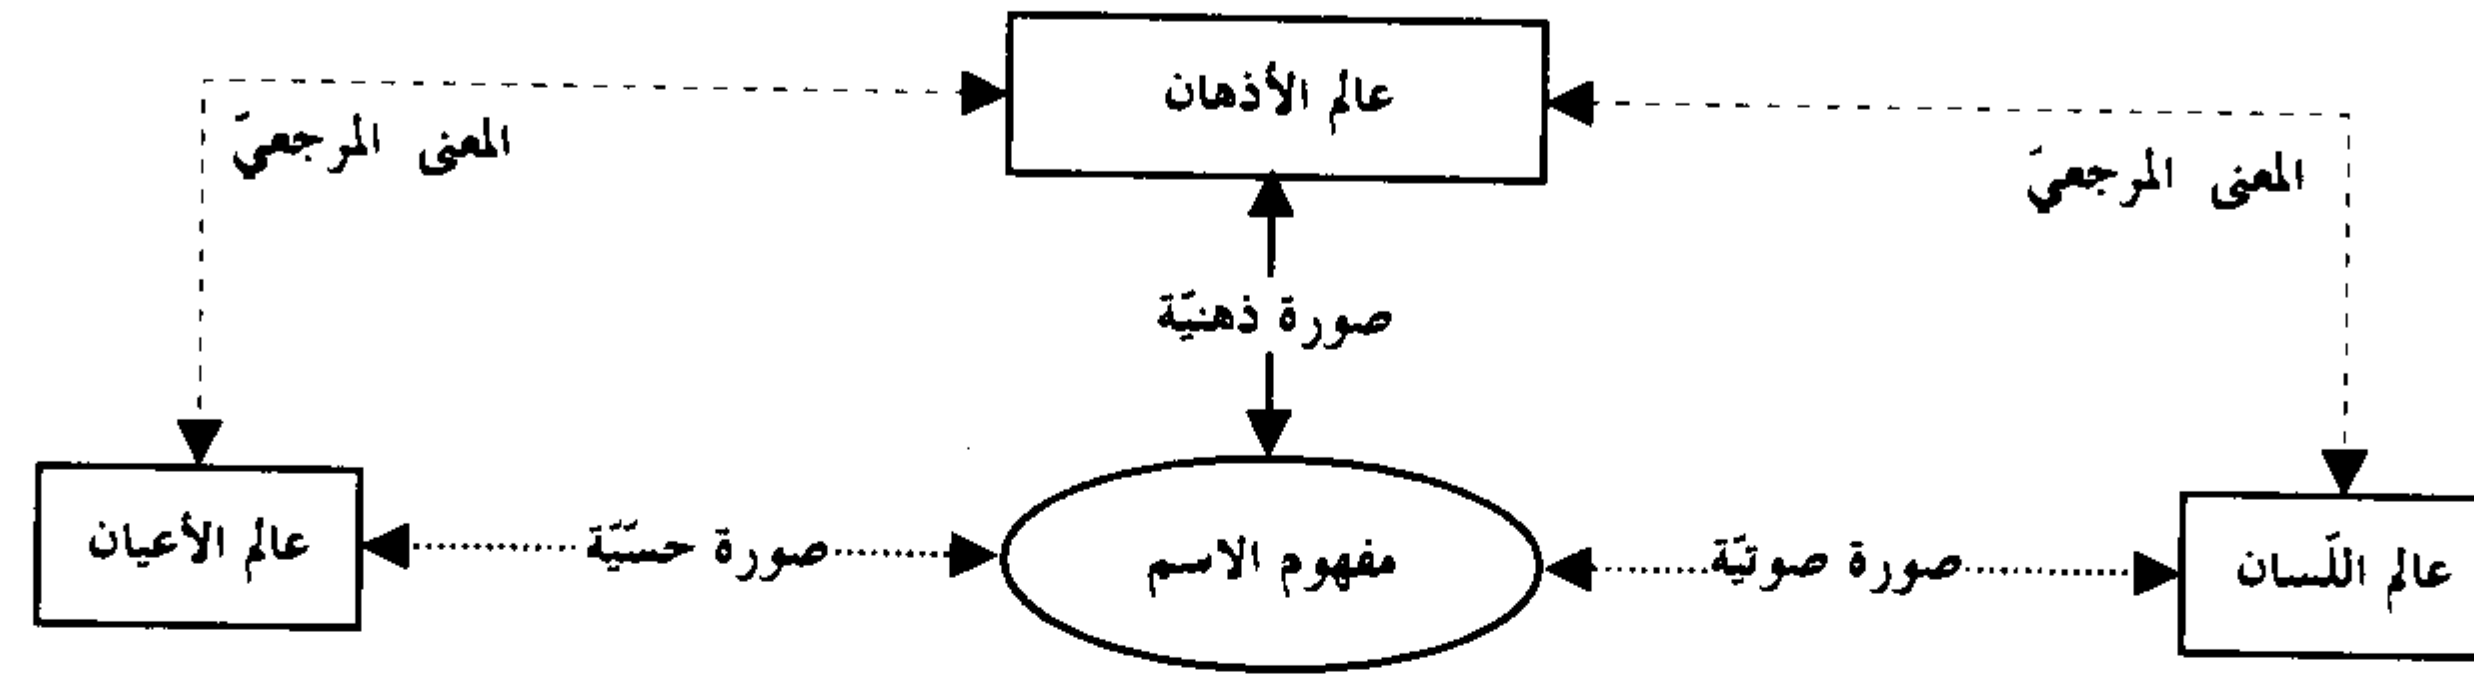 عالم الأذهان
المعنى المرجعيّ
المعنى المرجعيّ
صورة ذهنيّة
عالم اللّسان
صورة صوتيّة
مفهوم الاسم
صورة حسّيّة
عالم الأعيان